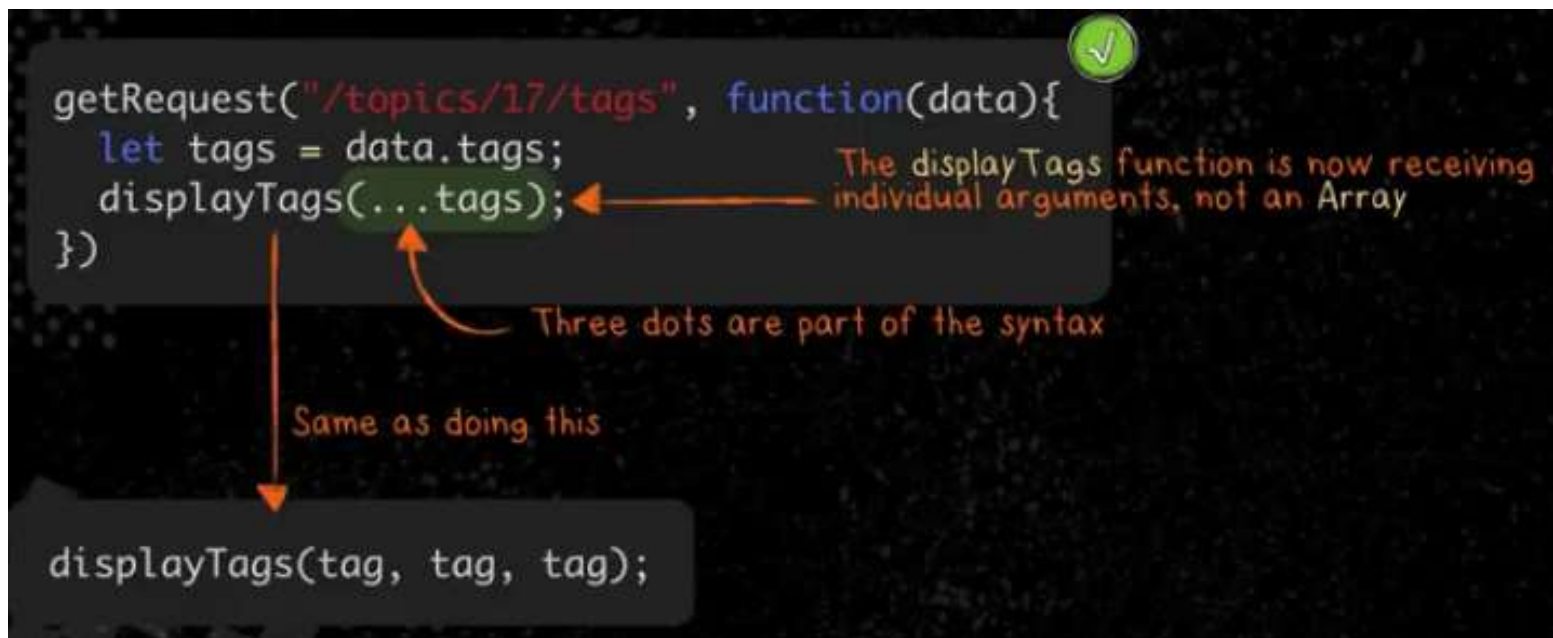 getRequest("/topics/17/tags", function(data){
let tags = data.tags;
displayTags(...tags);
})
The displayTags function is now receiving
individual arguments, not an Array
Three dots are part of the syntax
Same as doing this
displayTags(tag, tag, tag);